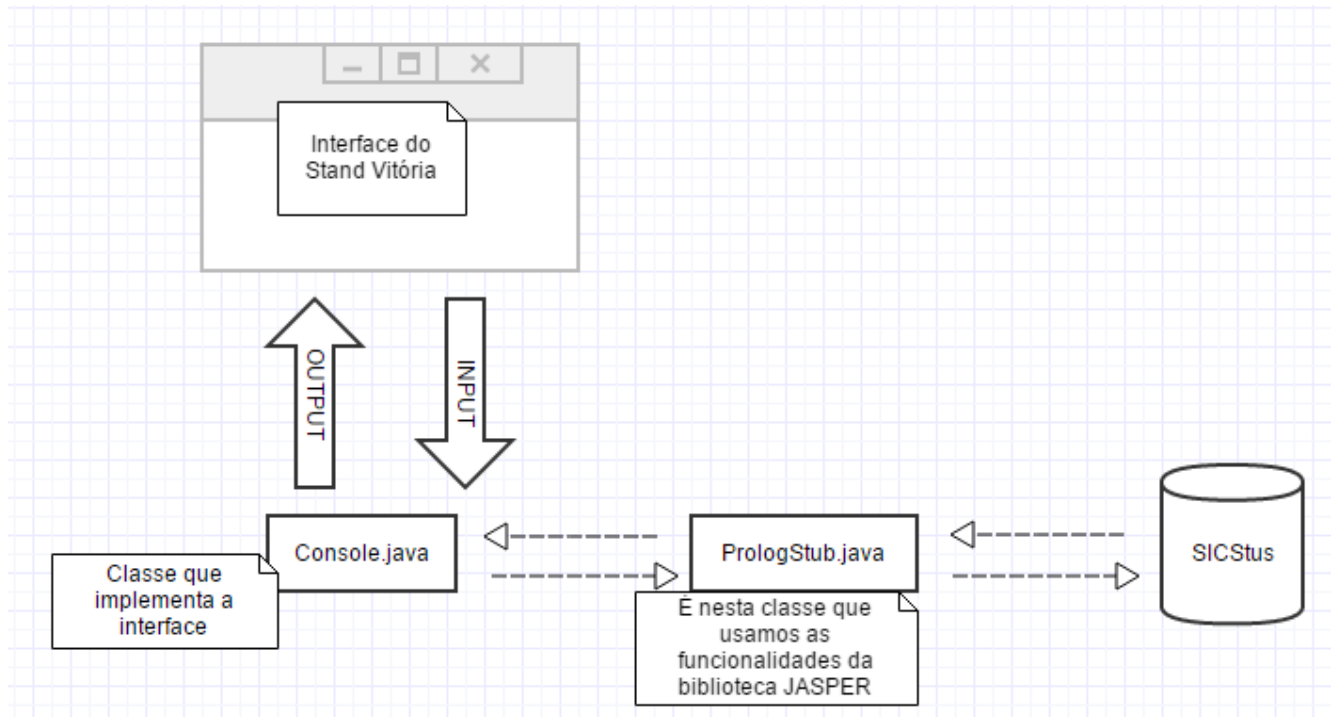 Interface do
Stand Vitória
OUTPUT
INPUT
Console.java
Classe que
implementa a
interface
PrologStub.java
É nesta classe que
usamos as
funcionalidades da
biblioteca JASPER
SICStus